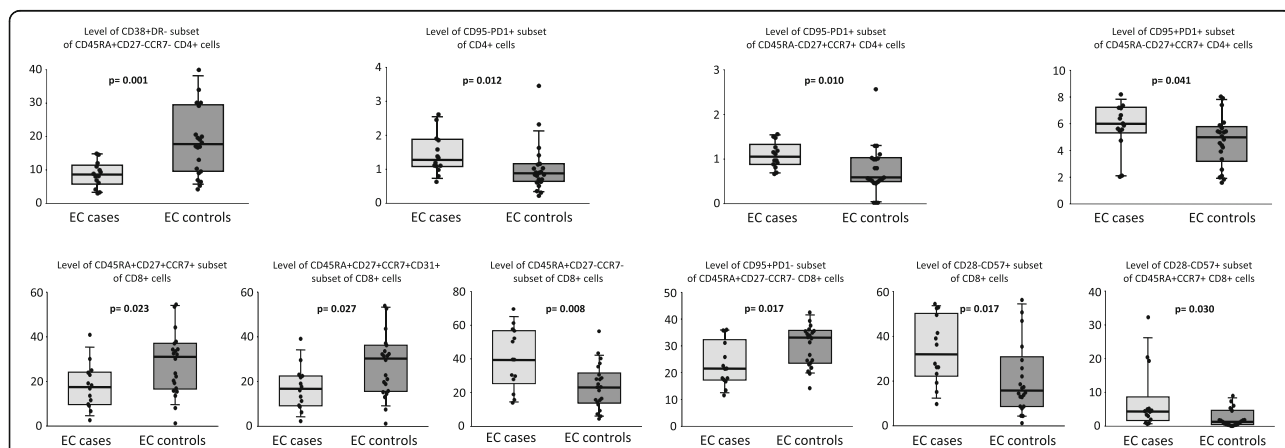 Level of CD38+DR- subset
of CD45RA+CD27-CCR7- CD4+ cells
p= 0.001
40
30
20
10
0
EC cases
EC controls
Level of CD95-PD1+ subset
of CD4+ cells
p= 0.012
4
3
2
1
0
EC cases
EC controls
Level of CD95-PD1+ subset
of CD45RA-CD27+CCR7+ CD4+ cells
p= 0.010
3
2
1
0
EC cases
EC controls
Level of CD95+PD1+ subset
of CD45RA-CD27+CCR7+ CD4+ cells
p= 0.041
10
8
6
4
2
0
EC cases
EC controls
Level of CD45RA+CD27+CCR7+ subset
of CD8+ cells
p= 0.023
60
40
20
0
EC cases
EC controls
Level of CD45RA+CD27+CCR7+CD31+
subset of CD8+ cells
p= 0.027
60
40
20
0
EC cases
EC controls
Level of CD45RA+CD27-CCR7-
subset of CD8+ cells
p= 0.008
80
60
40
20
0
EC cases
EC controls
Level of CD95+PD1- subset
of CD45RA+CD27-CCR7- CD8+ cells
p= 0.017
50
40
30
20
10
0
EC cases
EC controls
Level of CD28-CD57+ subset
of CD8+ cells
p= 0.017
60
40
20
0
EC cases
EC controls
Level of CD28-CD57+ subset
of CD45RA+CCR7+ CD8+ cells
p= 0.030
40
30
20
10
0
EC cases
EC controls